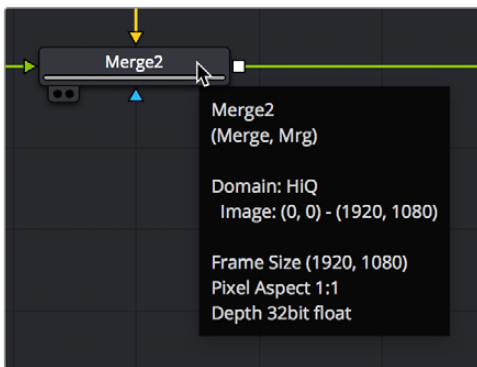 Merge2
Merge2
(Merge, Mrg)
Domain: HiQ
Image: (0, 0) - (1920, 1080)
Frame Size (1920, 1080)
Pixel Aspect 1:1
Depth 32bit float